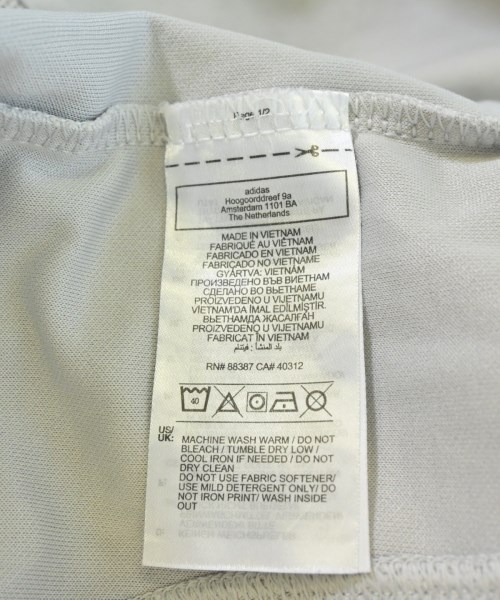 Page 1/2
adidas
Hoogoorddreef 9a
Amsterdam 1101 BA
The Netherlands
MADE IN VIETNAM
FABRIQUÉ AU VIÊTNAM
FABRICADO EN VIETNAM
FABRICADO NO VIETNAME
GYÁRTVA: VIETNÁM
ПРОИЗВЕДЕНО ВЪВ ВИЕТНАМ
СДЕЛАНО ВО ВЬЕТНАМЕ
PROIZVEDENO U VIJETNAMU
VIETNAM'DA İMAL EDİLMİŞTİR.
ВЬЕТНАМДА ЖАСАЛҒАН
PROIZVEDENO U VIJETNAMU
FABRICAT ÎN VIETNAM
بلد المنشأ : فيتنام
RN# 88387 CA# 40312
40
US/
UK:
MACHINE WASH WARM / DO NOT
BLEACH / TUMBLE DRY LOW /
COOL IRON IF NEEDED / DO NOT
DRY CLEAN
DO NOT USE FABRIC SOFTENER/
USE MILD DETERGENT ONLY/ DO
NOT IRON PRINT/ WASH INSIDE
OUT